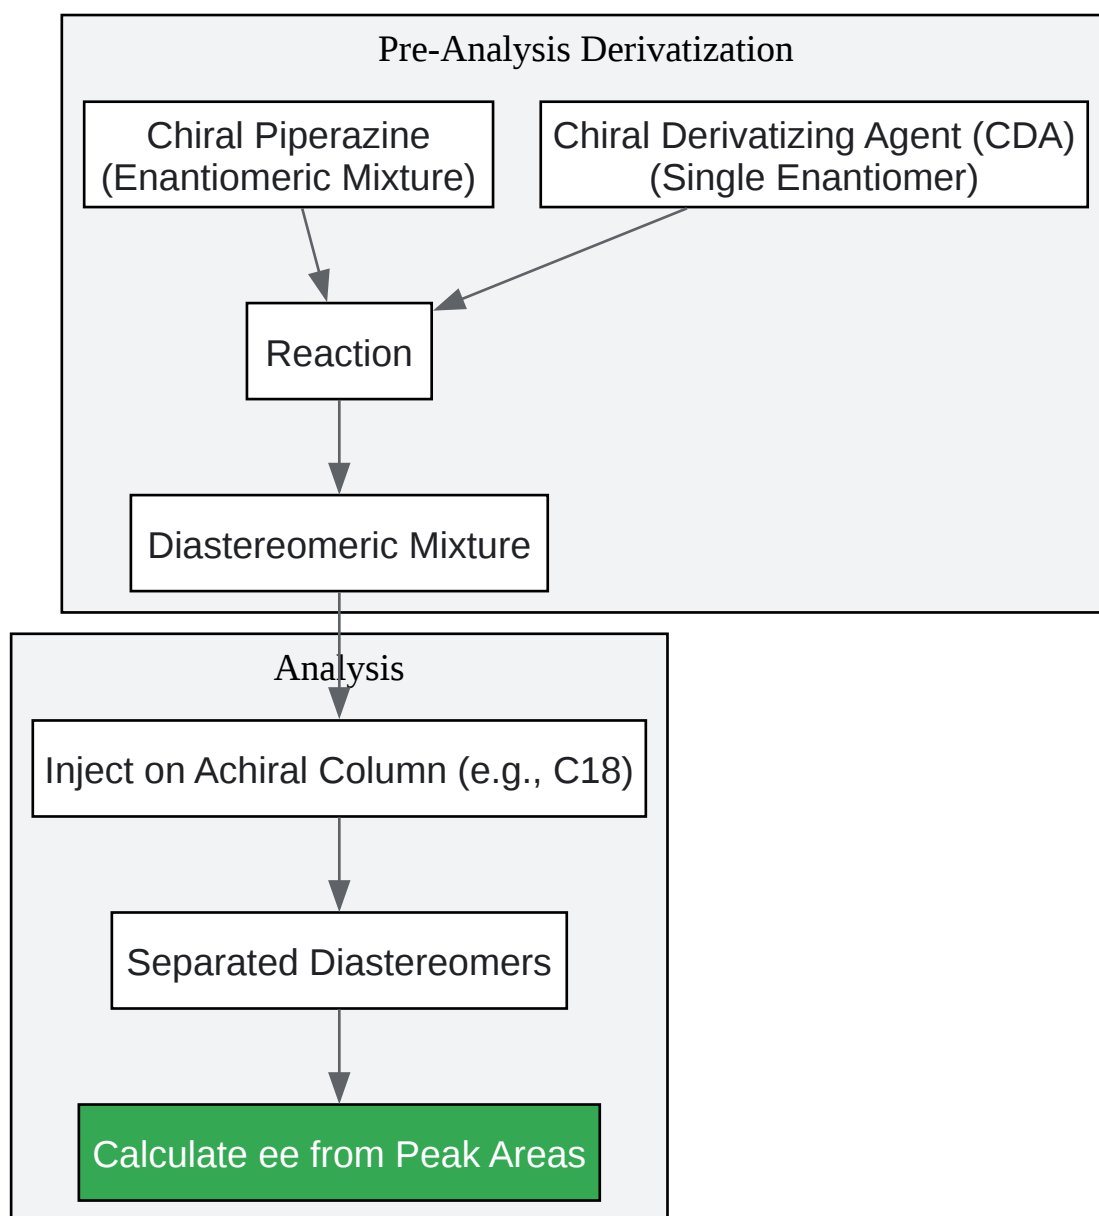 Pre-Analysis Derivatization
Chiral Piperazine
(Enantiomeric Mixture)
Chiral Derivatizing Agent (CDA)
(Single Enantiomer)
Reaction
Diastereomeric Mixture
Analysis
Inject on Achiral Column (e.g., C18)
Separated Diastereomers
Calculate ee from Peak Areas